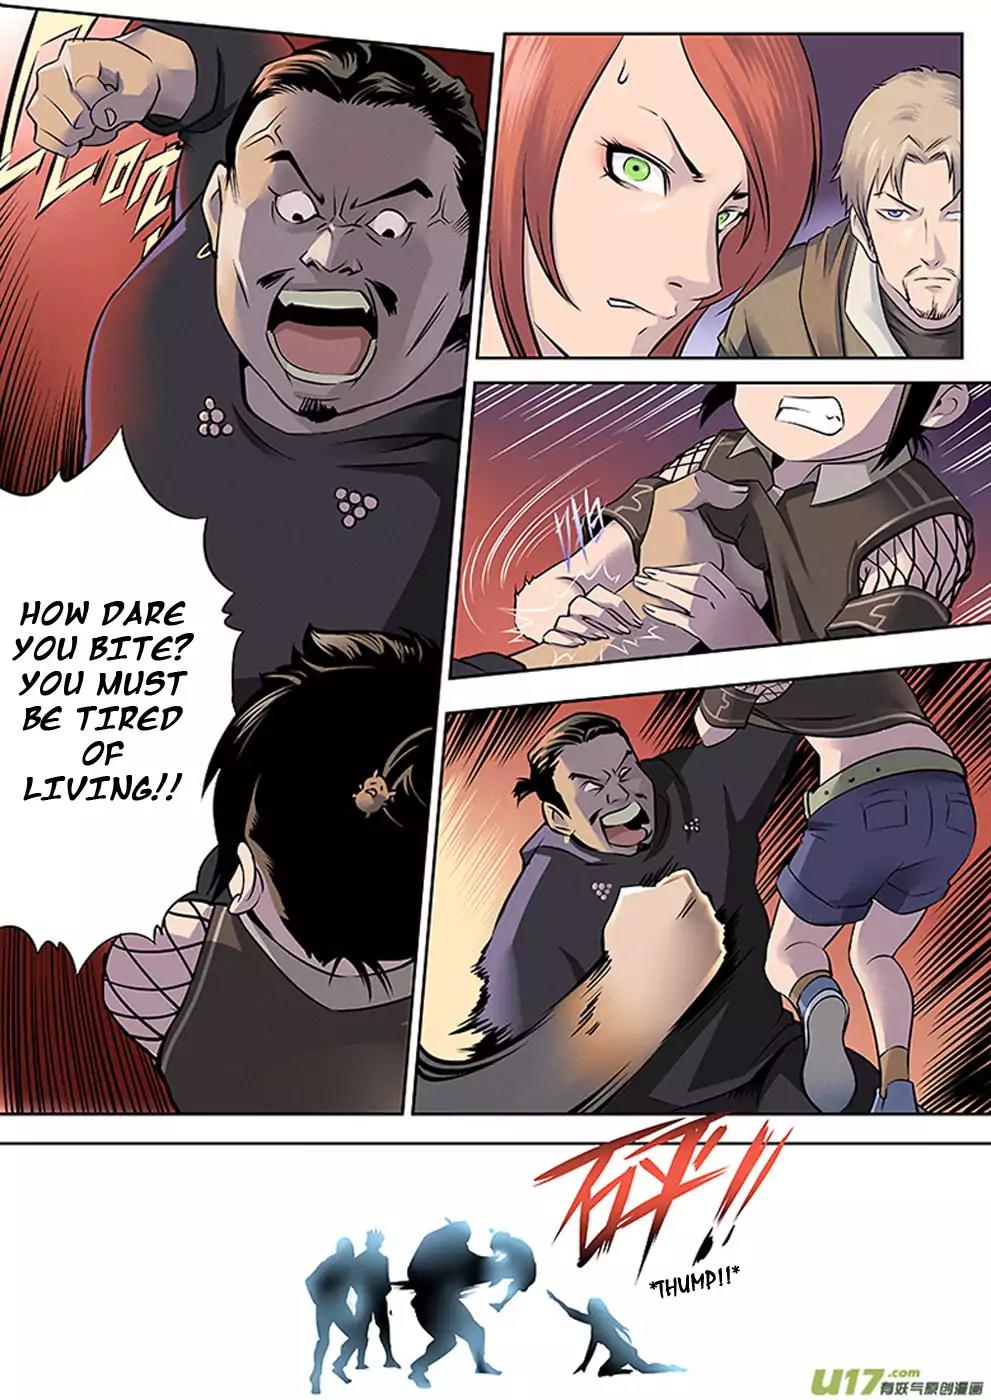 HOW DARE
YOU BITE?
YOU MUST
BE TIRED
OF
LIVING!!
砰!!
*THUMP!!*
U17.com
有妖气原创漫画